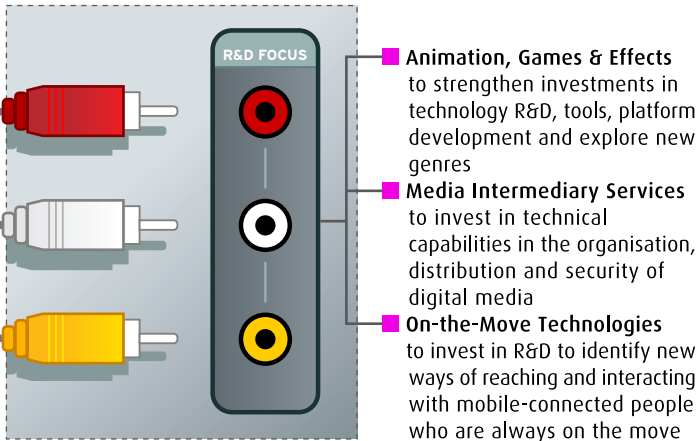 R&D FOCUS
Animation, Games & Effects
to strengthen investments in
technology R&D, tools, platform
development and explore new
genres
Media Intermediary Services
to invest in technical
capabilities in the organisation,
distribution and security of
digital media
On-the-Move Technologies
to invest in R&D to identify new
ways of reaching and interacting
with mobile-connected people
who are always on the move